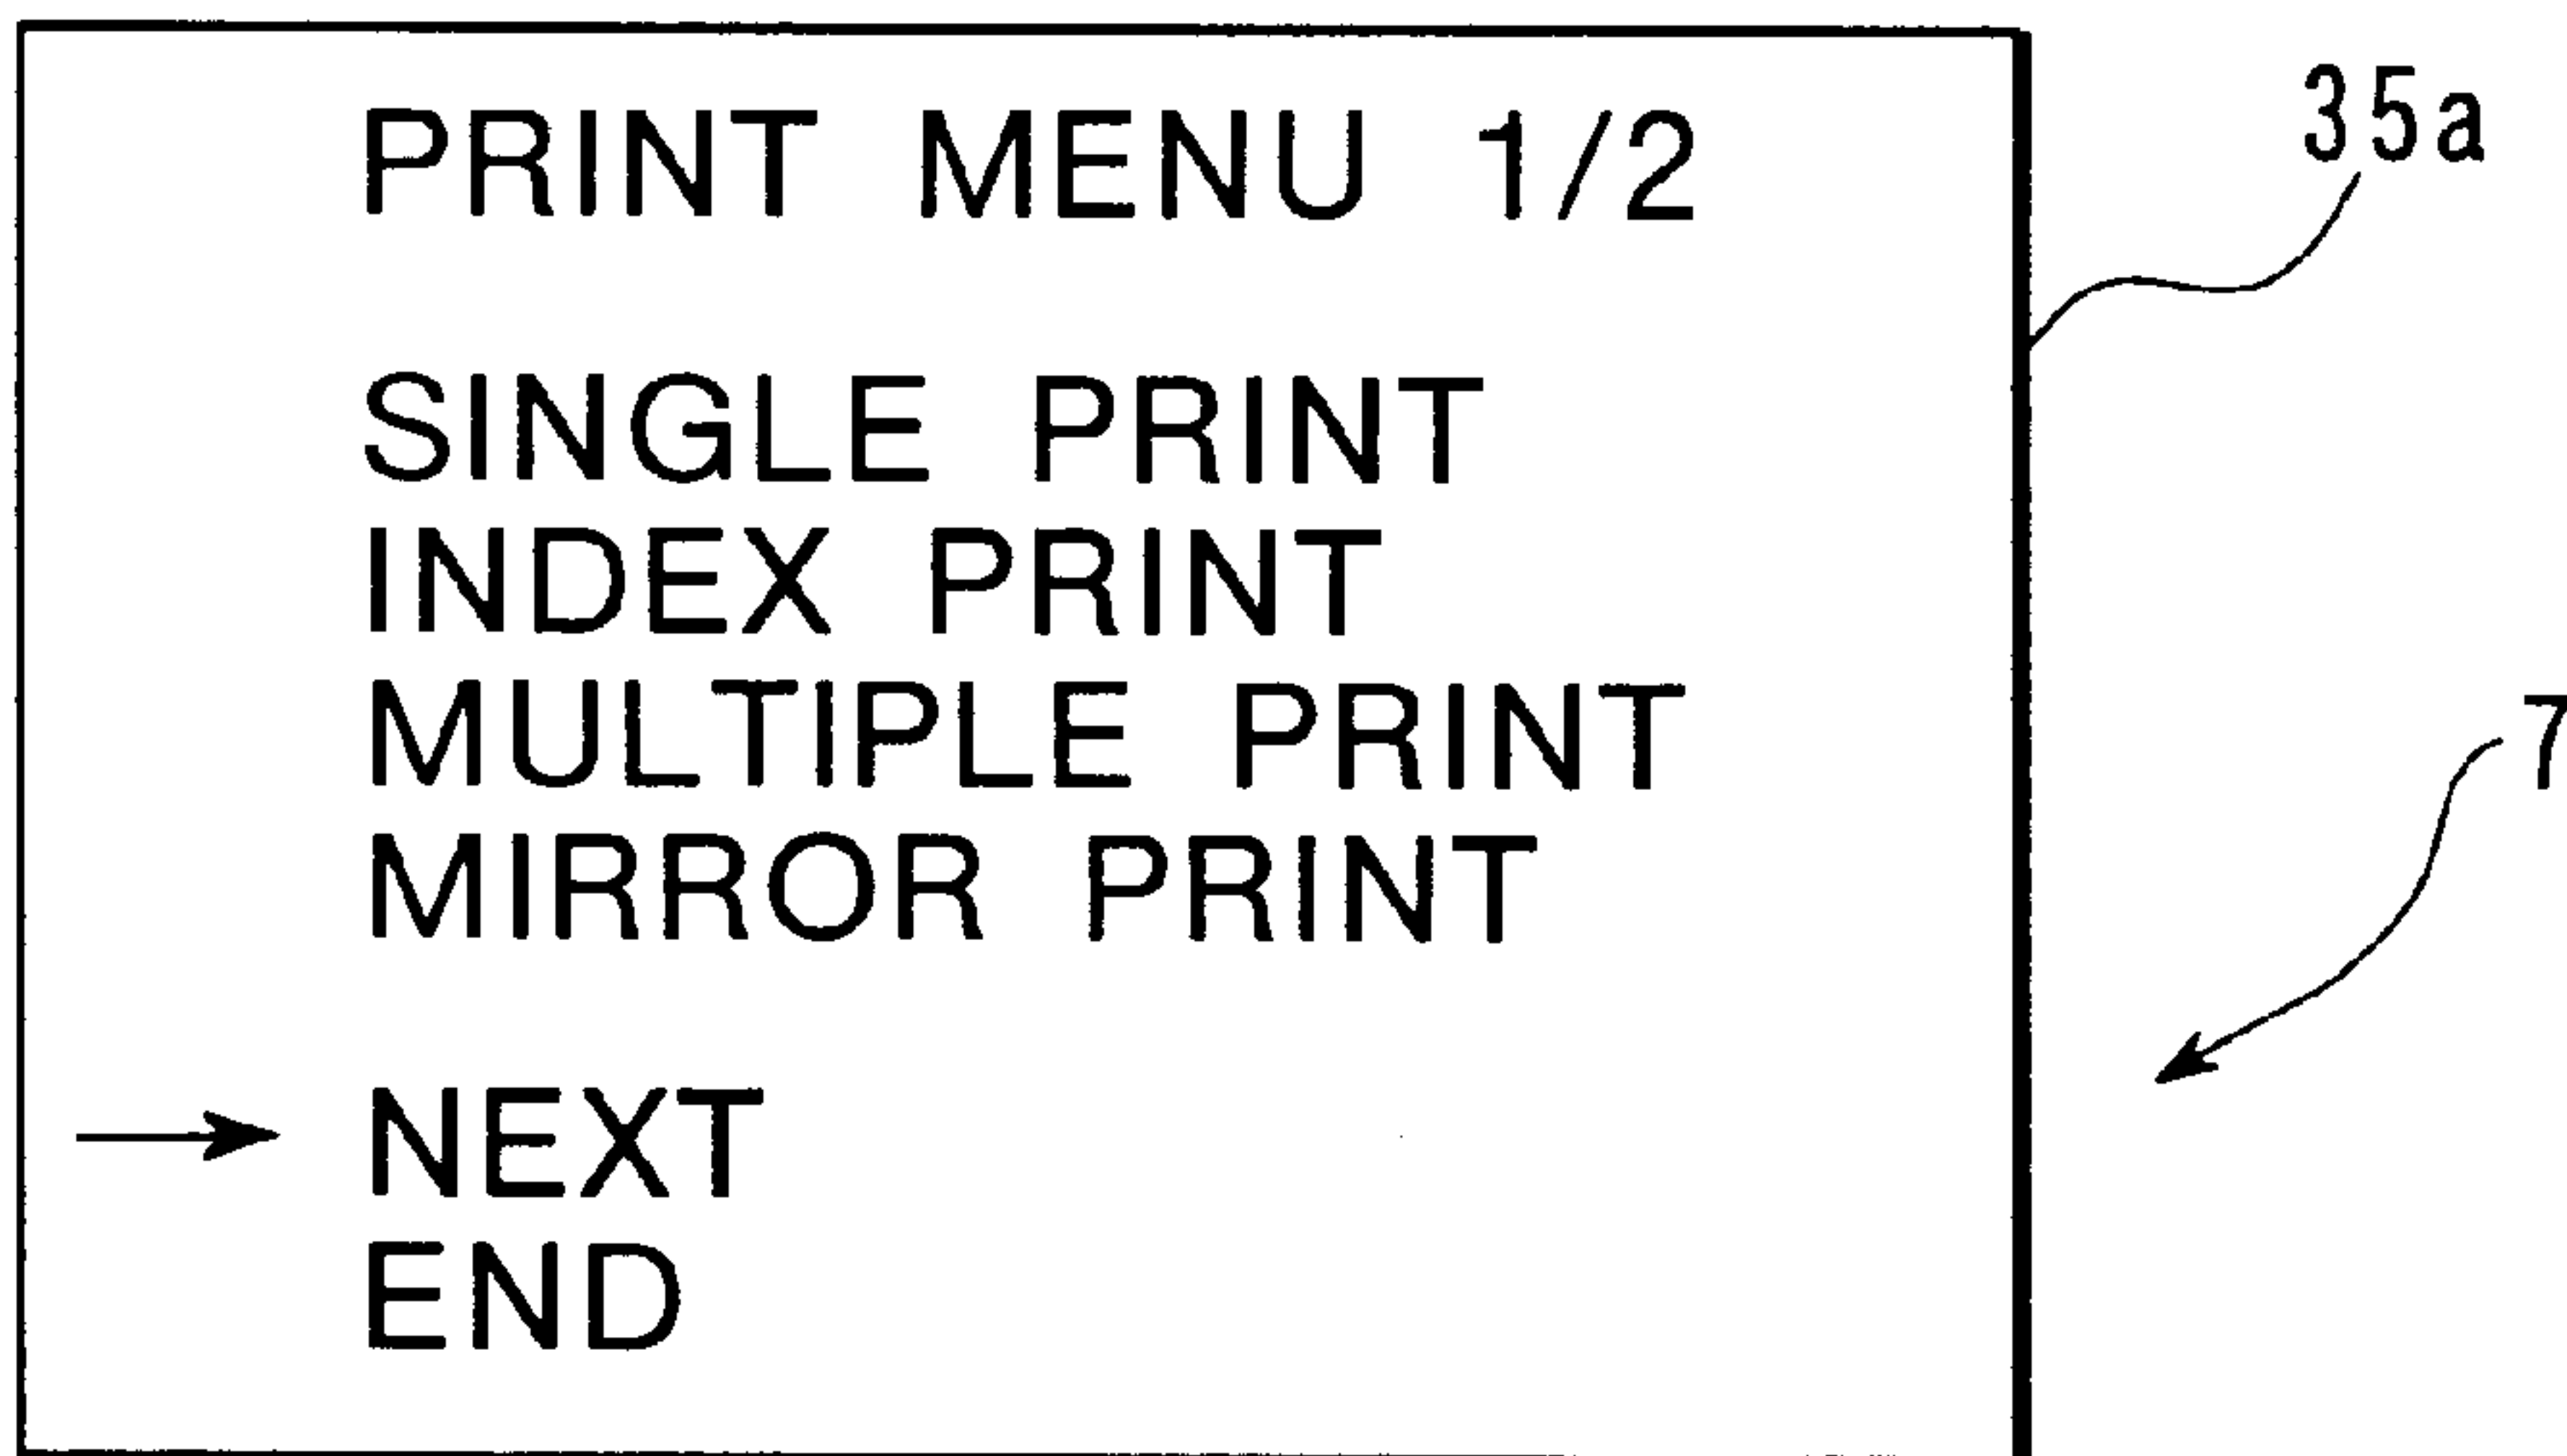 PRINT MENU 1/2
35a
SINGLE PRINT
INDEX PRINT
MULTIPLE PRINT
7
MIRROR PRINT
NEXT
END